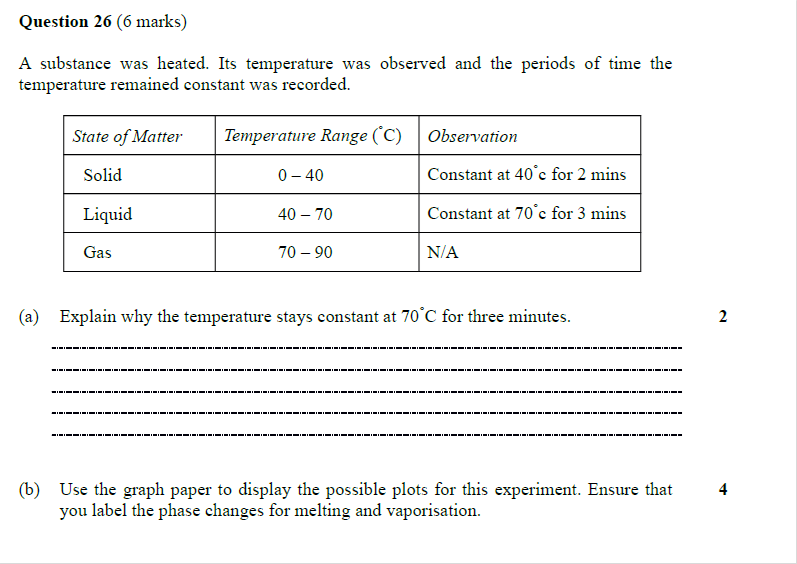 Question 26 (6 marks)
A substance was heated. Its temperature was observed and the periods of time the
temperature remained constant was recorded.
State of Matter Temperature Range (˚C) Observation
Solid 0 – 40 Constant at 40˚c for 2 mins
Liquid 40 – 70 Constant at 70˚c for 3 mins
Gas 70 – 90 N/A
(a) Explain why the temperature stays constant at 70˚C for three minutes. 2
(b) Use the graph paper to display the possible plots for this experiment. Ensure that 4
you label the phase changes for melting and vaporisation.